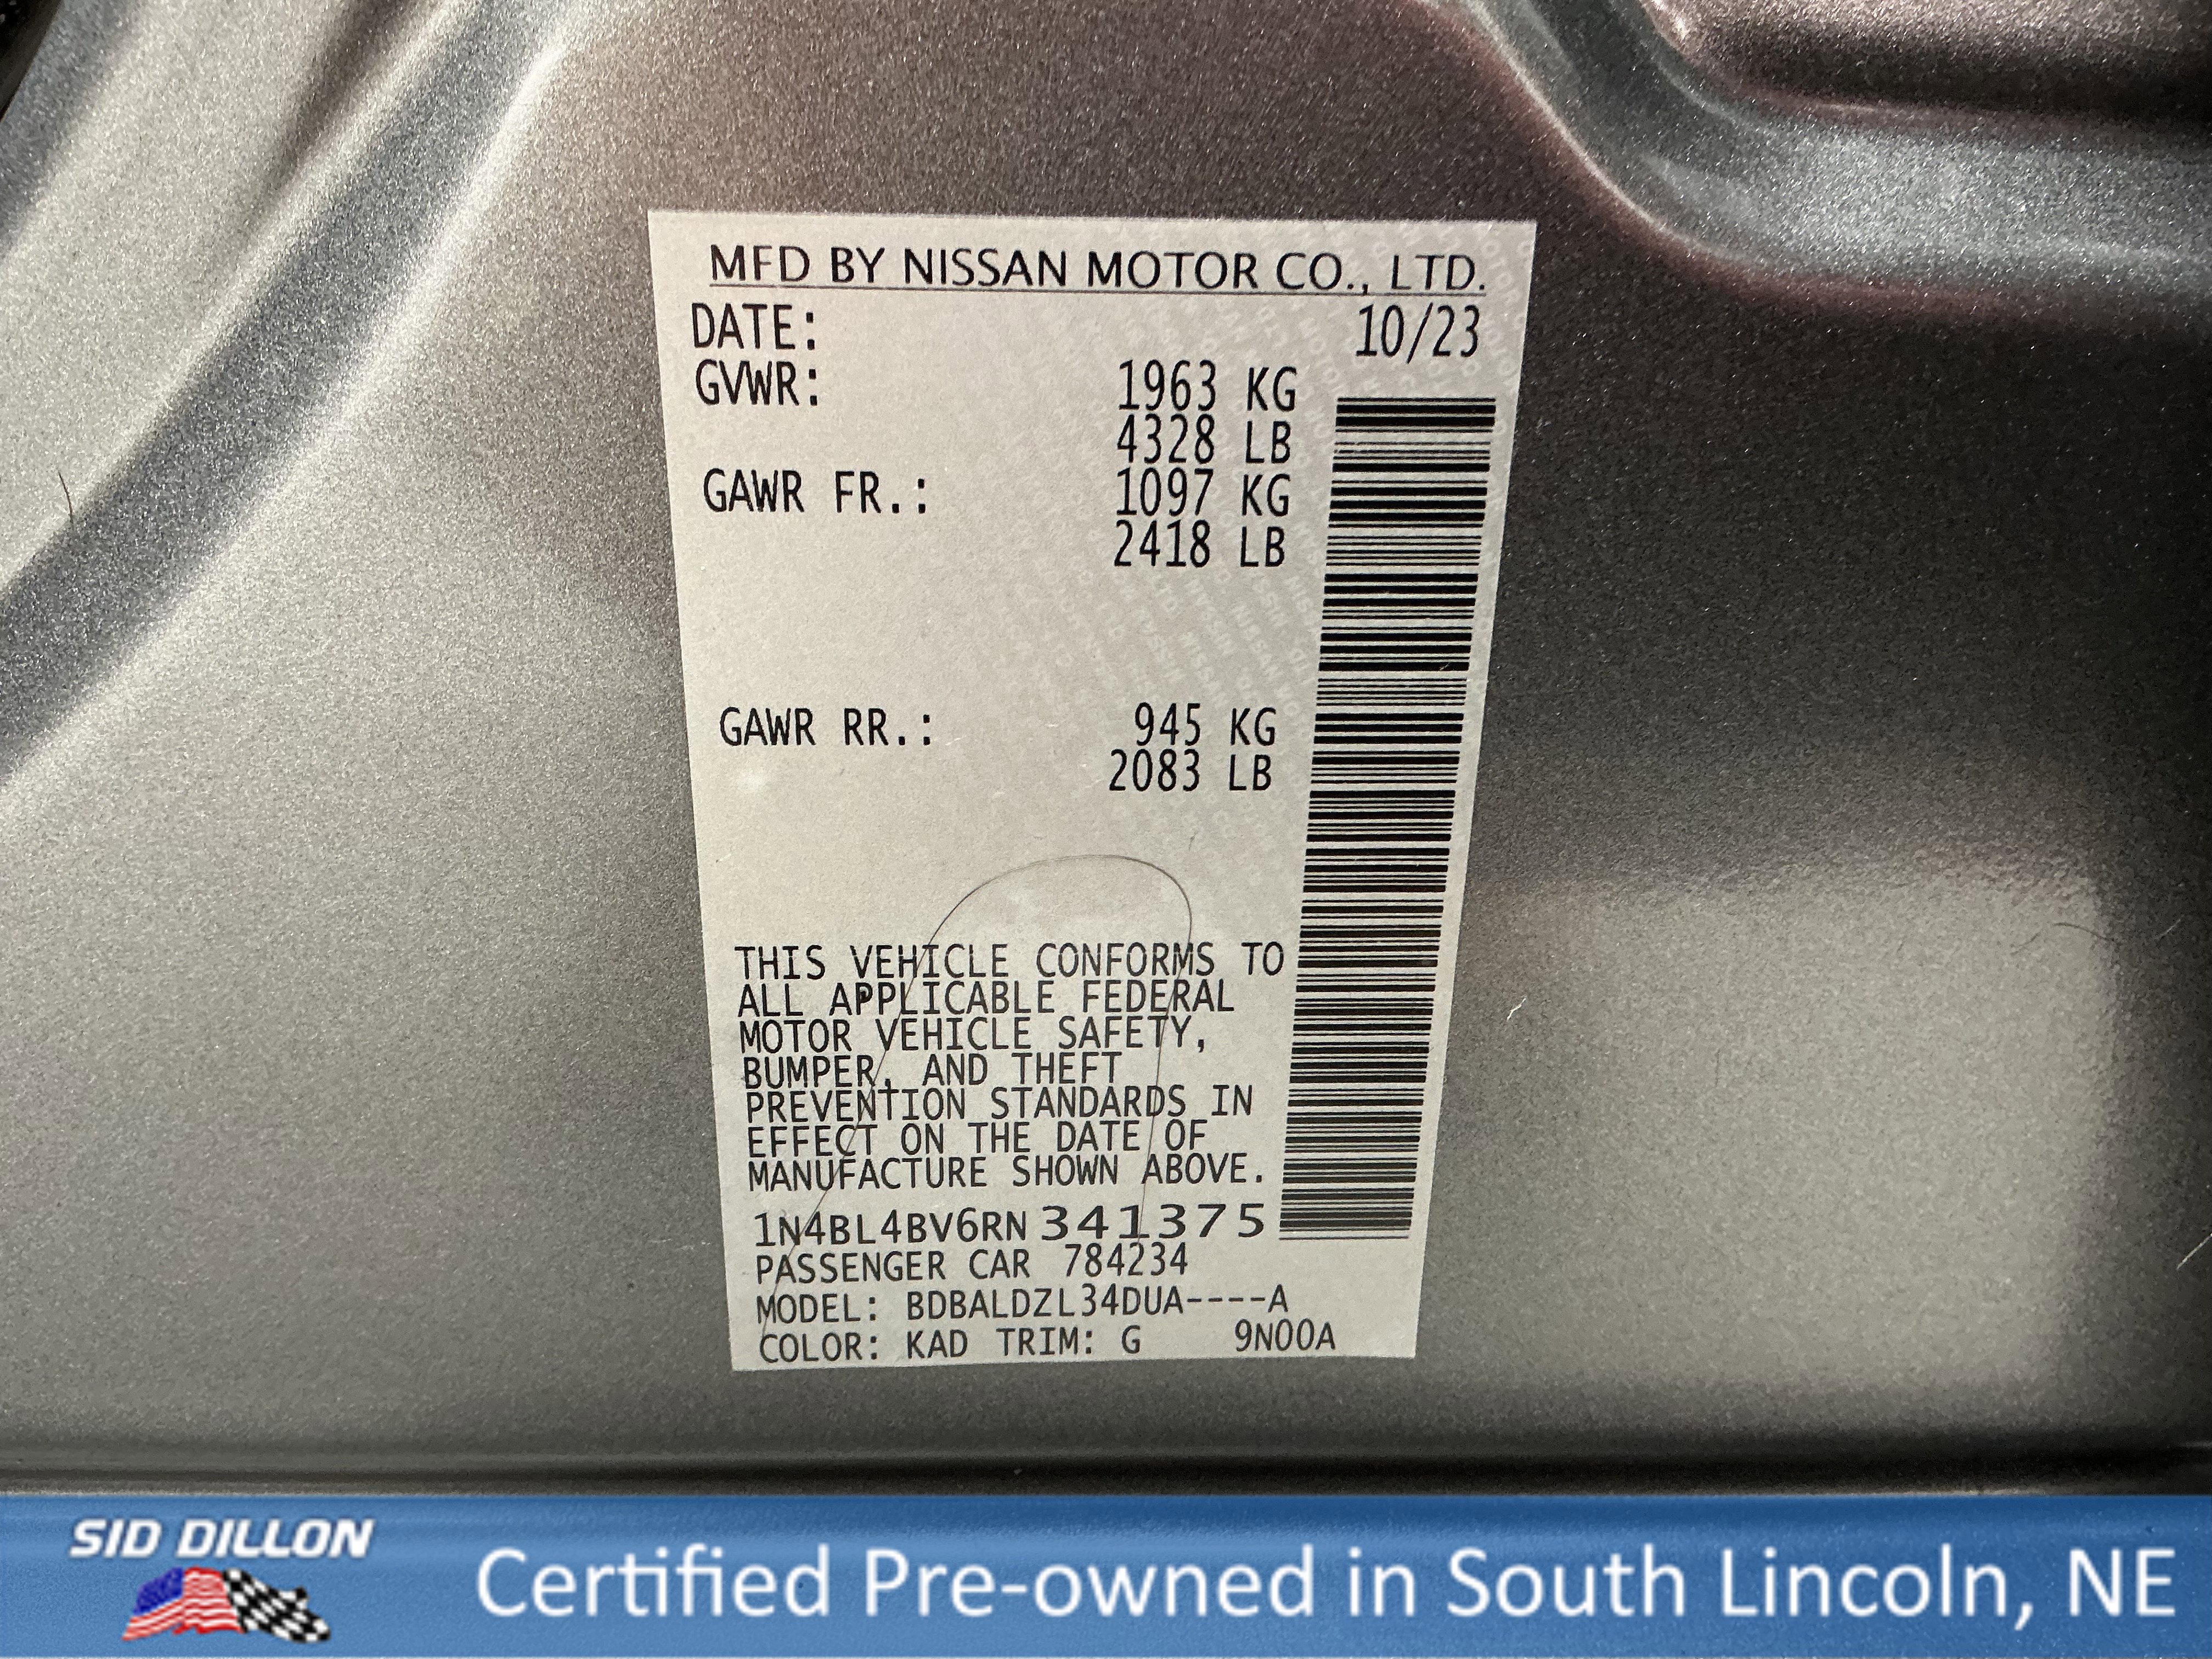 MFD BY NISSAN MOTOR CO., LTD.
DATE: 10/23
GVWR: 1963 KG
4328 LB
GAWR FR.: 1097 KG
2418 LB
GAWR RR.: 945 KG
2083 LB
THIS VEHICLE CONFORMS TO
ALL APPLICABLE FEDERAL
MOTOR VEHICLE SAFETY,
BUMPER, AND THEFT
PREVENTION STANDARDS IN
EFFECT ON THE DATE OF
MANUFACTURE SHOWN ABOVE.
1N4BL4BV6RN341375
PASSENGER CAR 784234
MODEL: BDBALDZL34DUA----A
COLOR: KAD TRIM: G 9N00A
SID DILLON
Certified Pre-owned in South Lincoln, NE